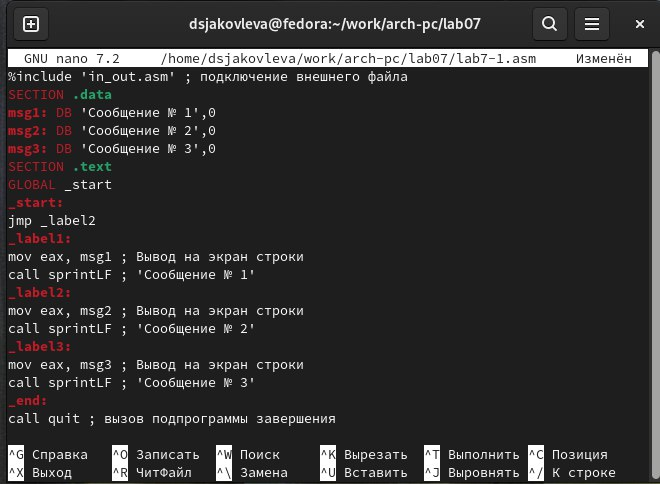 dsjakovleva@fedora:~/work/arch-pc/lab07
GNU nano 7.2 /home/dsjakovleva/work/arch-pc/lab07/lab7-1.asm Изменён
%include 'in_out.asm' ; подключение внешнего файла
SECTION .data
msg1: DB 'Сообщение № 1',0
msg2: DB 'Сообщение № 2',0
msg3: DB 'Сообщение № 3',0
SECTION .text
GLOBAL _start
_start:
jmp _label2
_label1:
mov eax, msg1 ; Вывод на экран строки
call sprintLF ; 'Сообщение № 1'
_label2:
mov eax, msg2 ; Вывод на экран строки
call sprintLF ; 'Сообщение № 2'
_label3:
mov eax, msg3 ; Вывод на экран строки
call sprintLF ; 'Сообщение № 3'
_end:
call quit ; вызов подпрограммы завершения
^G Справка ^O Записать ^W Поиск ^K Вырезать ^T Выполнить ^C Позиция
^X Выход ^R ЧитФайл ^\ Замена ^U Вставить ^J Выровнять ^/ К строке